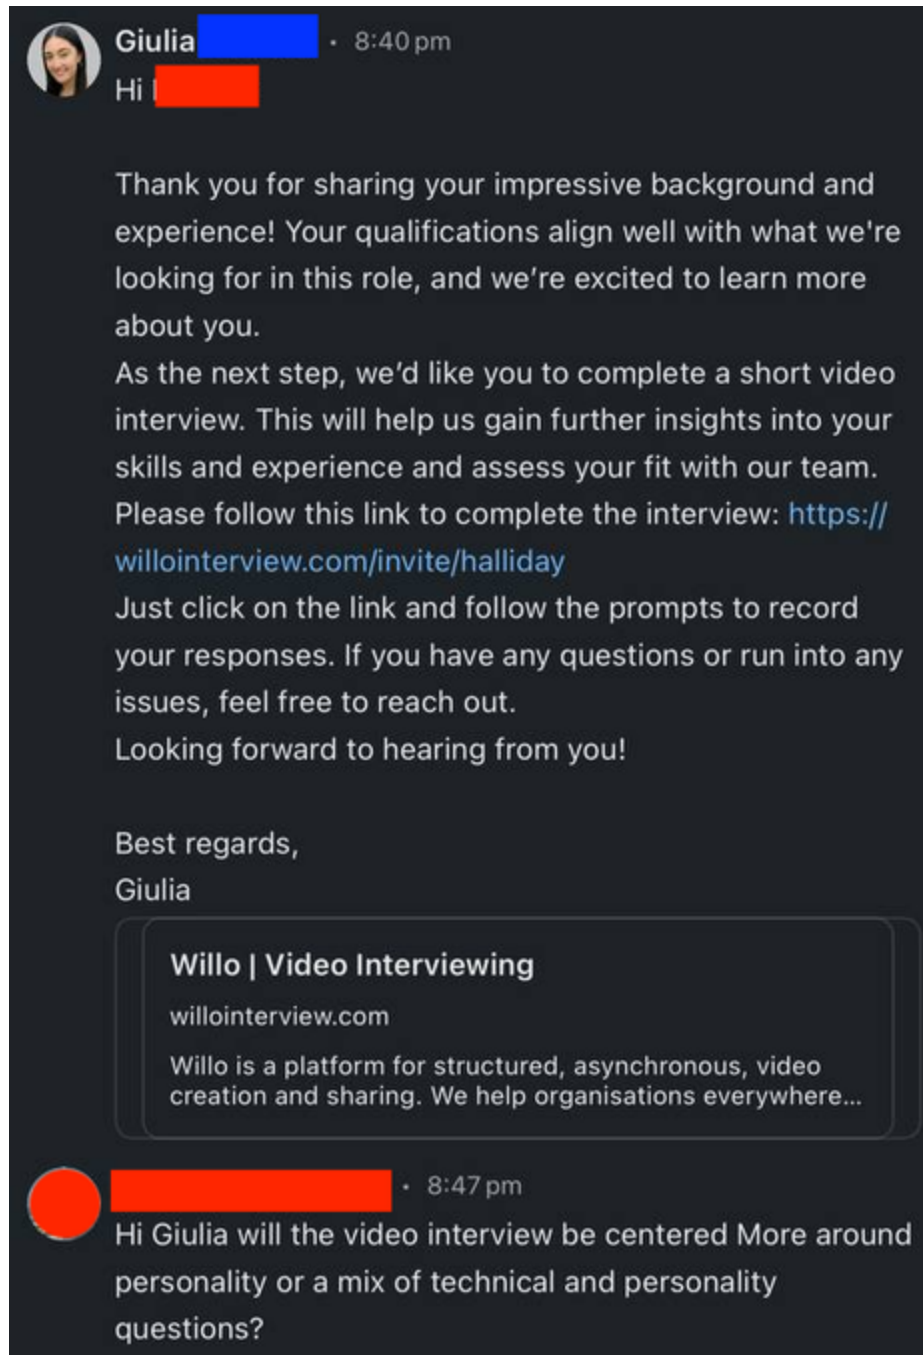 Giulia · 8:40 pm
Hi
Thank you for sharing your impressive background and
experience! Your qualifications align well with what we're
looking for in this role, and we’re excited to learn more
about you.
As the next step, we’d like you to complete a short video
interview. This will help us gain further insights into your
skills and experience and assess your fit with our team.
Please follow this link to complete the interview: https://
willointerview.com/invite/halliday
Just click on the link and follow the prompts to record
your responses. If you have any questions or run into any
issues, feel free to reach out.
Looking forward to hearing from you!
Best regards,
Giulia
Willo | Video Interviewing
willointerview.com
Willo is a platform for structured, asynchronous, video
creation and sharing. We help organisations everywhere...
· 8:47 pm
Hi Giulia will the video interview be centered More around
personality or a mix of technical and personality
questions?